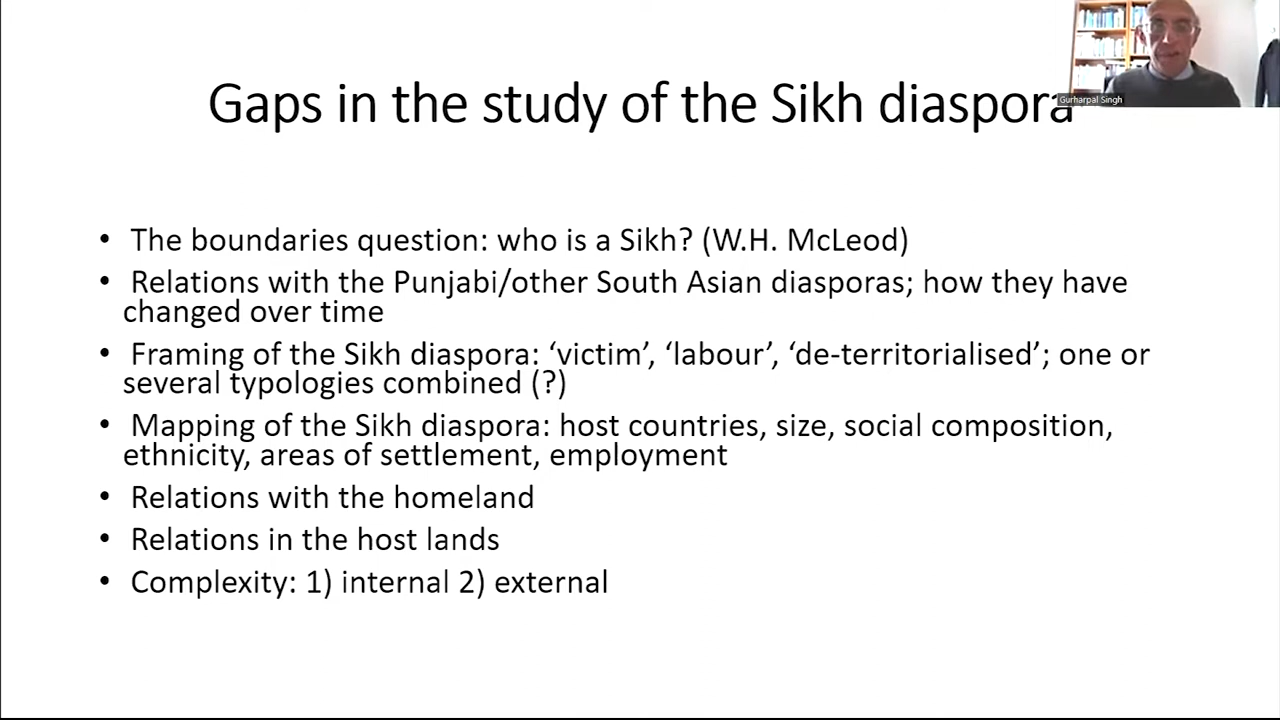 Gaps in the study of the Sikh diaspora
Gurharpal Singh
• The boundaries question: who is a Sikh? (W.H. McLeod)
• Relations with the Punjabi/other South Asian diasporas; how they have
changed over time
• Framing of the Sikh diaspora: ‘victim’, ‘labour’, ‘de-territorialised’; one or
several typologies combined (?)
• Mapping of the Sikh diaspora: host countries, size, social composition,
ethnicity, areas of settlement, employment
• Relations with the homeland
• Relations in the host lands
• Complexity: 1) internal 2) external